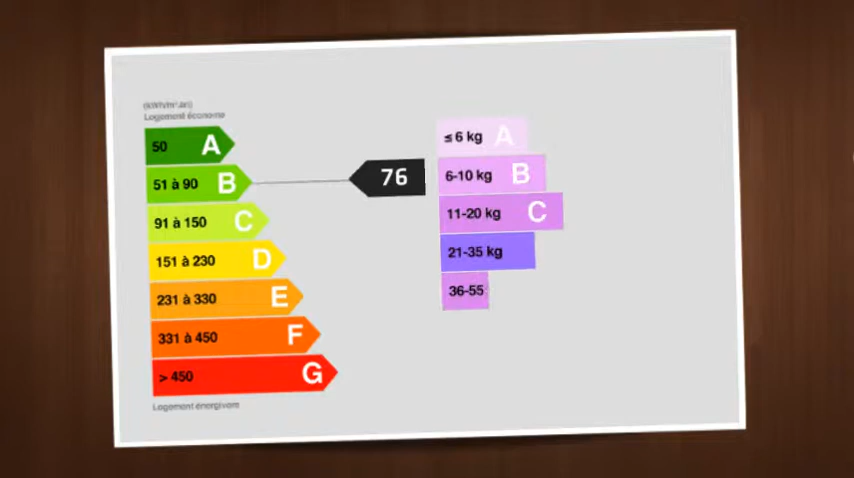 (kWh/m².an)
Logement économe
50 A
51 à 90 B
91 à 150 C
151 à 230 D
231 à 330 E
331 à 450 F
> 450 G
Logement énergivore
76
≤ 6 kg A
6-10 kg B
11-20 kg C
21-35 kg
36-55